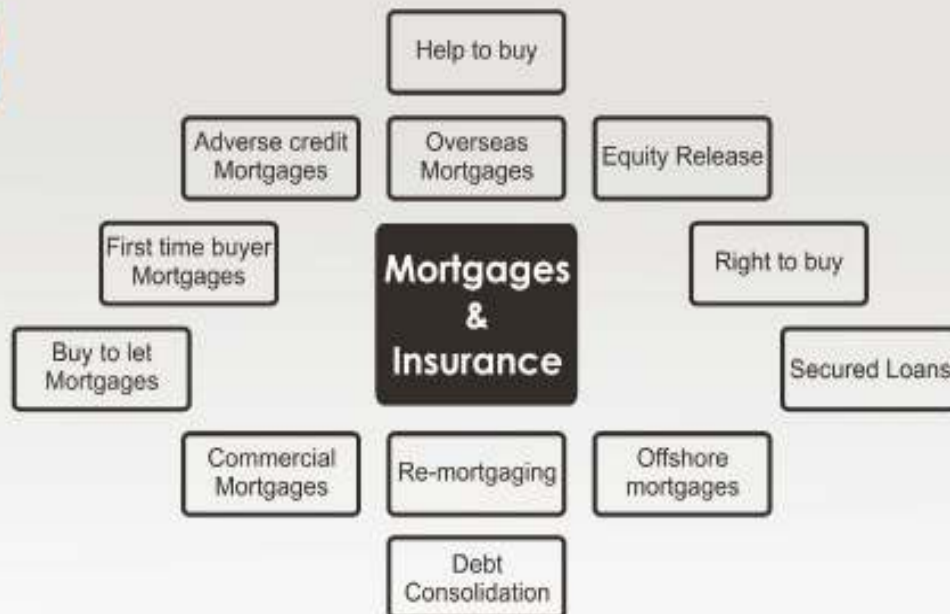 Help to buy
Adverse credit
Mortgages
Overseas
Mortgages
Equity Release
First time buyer
Mortgages
Mortgages
&
Insurance
Right to buy
Buy to let
Mortgages
Secured Loans
Commercial
Mortgages
Re-mortgaging
Offshore
mortgages
Debt
Consolidation